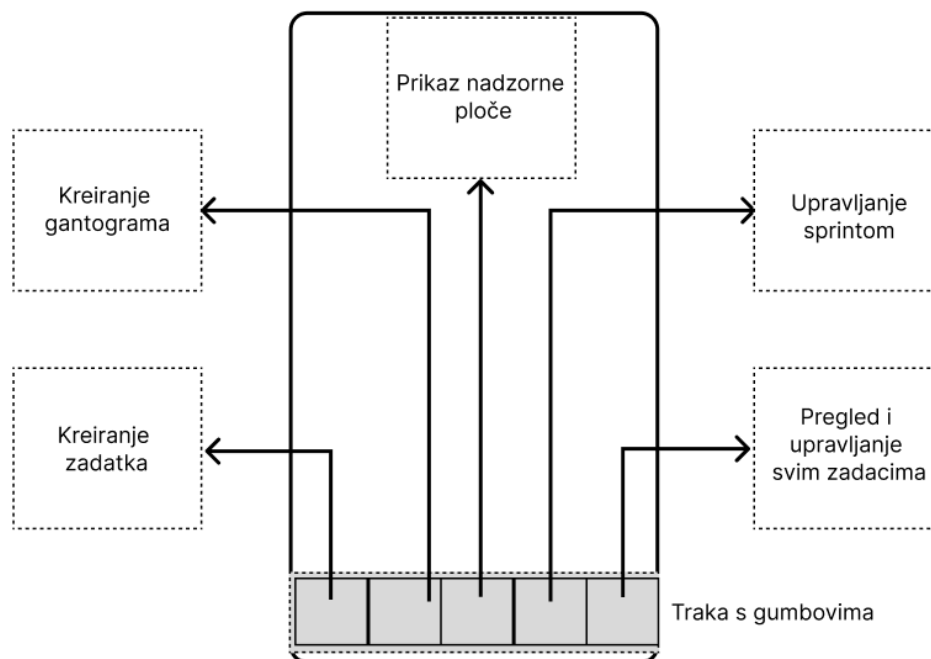 Prikaz nadzorne
ploče
Kreiranje
gantograma
Upravljanje
sprintom
Kreiranje
zadatka
Pregled i
upravljanje
svim zadacima
Traka s gumbovima